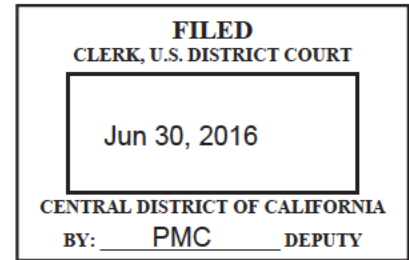 FILED
CLERK, U.S. DISTRICT COURT
Jun 30, 2016
CENTRAL DISTRICT OF CALIFORNIA
BY: PMC DEPUTY